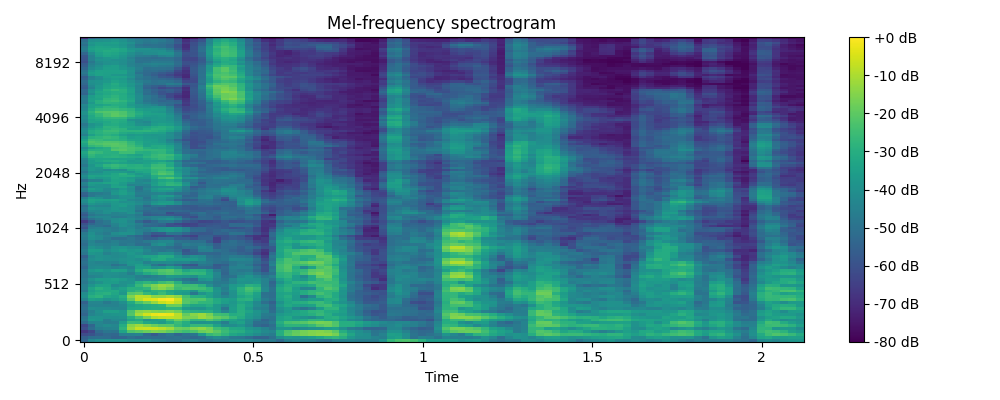 Mel-frequency spectrogram
8192
4096
2048
1024
512
0
Hz
0
0.5
1
1.5
2
Time
+0 dB
-10 dB
-20 dB
-30 dB
-40 dB
-50 dB
-60 dB
-70 dB
-80 dB